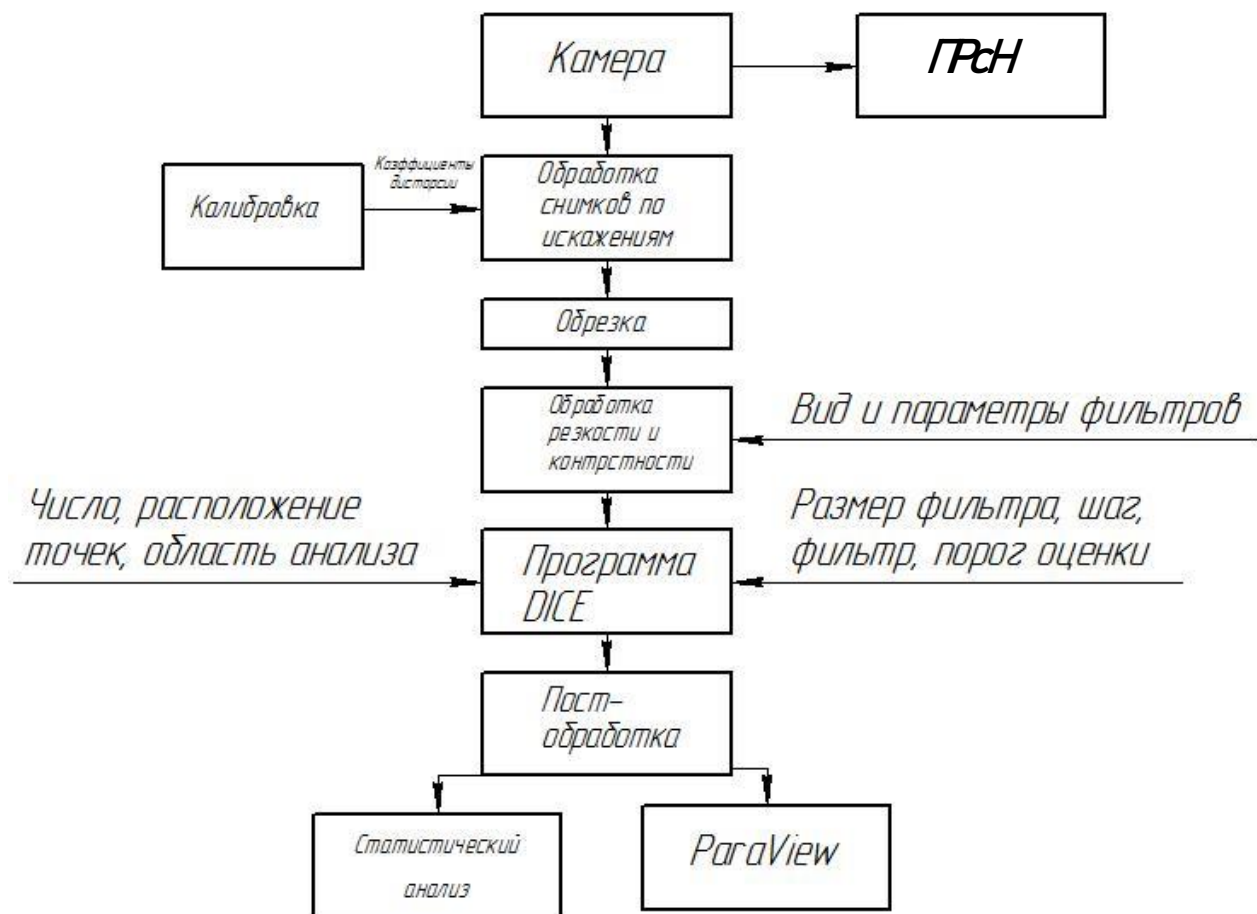 Камера
ПРсН
Калибровка
Коэффициенты
дисторсии
Обработка
снимков по
искажениям
Обрезка
Обработка
резкости и
контрстности
Вид и параметры фильтров
Число, расположение
точек, область анализа
Программа
DICE
Размер фильтра, шаг,
фильтр, порог оценки
Пост-
обработка
Статистический
анализ
ParaView